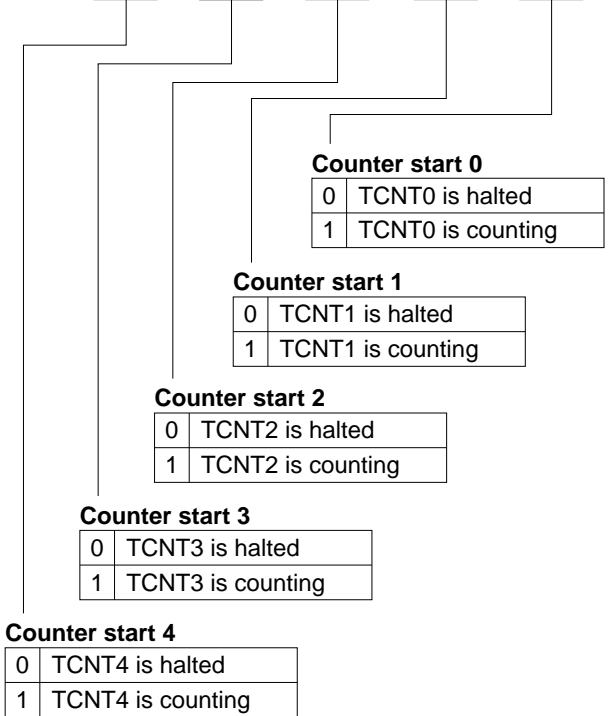 Counter start 0
0 TCNT0 is halted
1 TCNT0 is counting
Counter start 1
0 TCNT1 is halted
1 TCNT1 is counting
Counter start 2
0 TCNT2 is halted
1 TCNT2 is counting
Counter start 3
0 TCNT3 is halted
1 TCNT3 is counting
Counter start 4
0 TCNT4 is halted
1 TCNT4 is counting